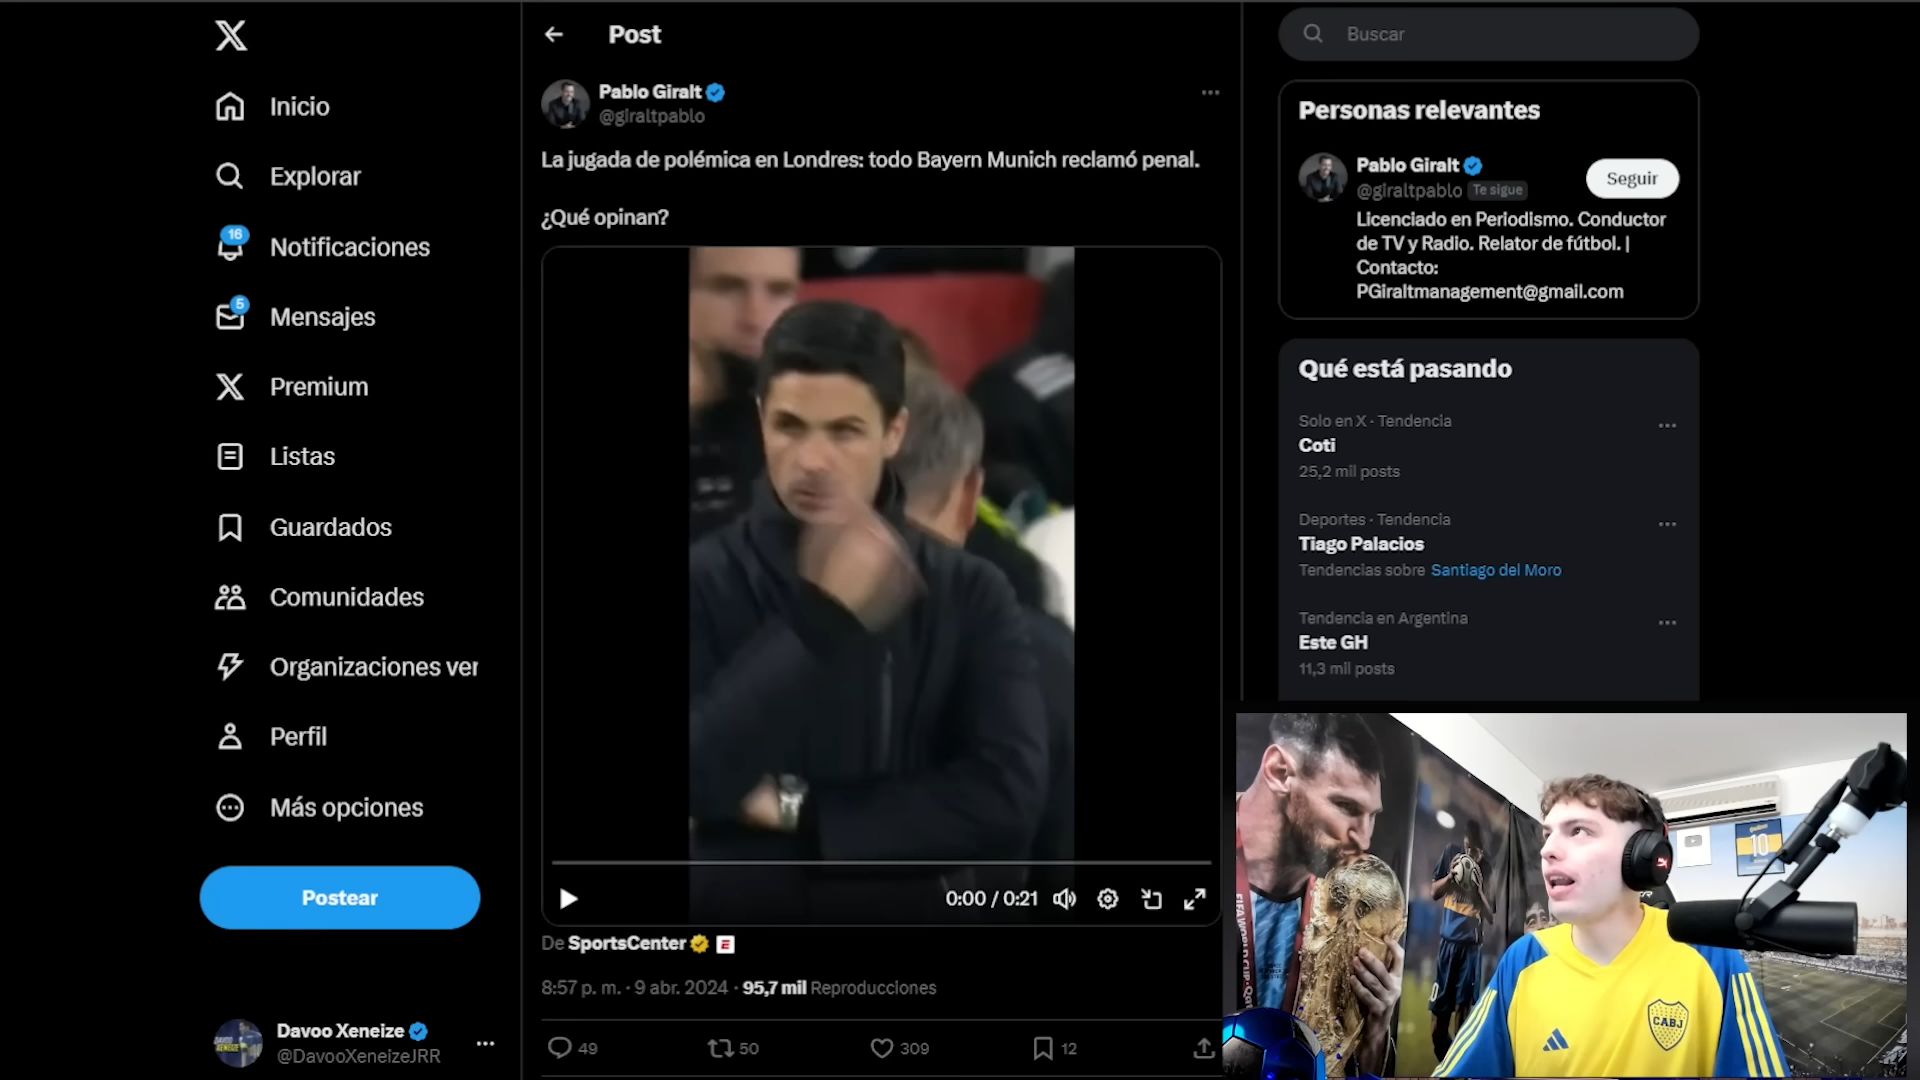 Inicio
Explorar
16
Notificaciones
5
Mensajes
Premium
Listas
Guardados
Comunidades
Organizaciones ver
Perfil
Más opciones
Postear
Davoo Xeneize
@DavooXeneizeJRR
Post
Pablo Giralt
@giraltpablo
La jugada de polémica en Londres: todo Bayern Munich reclamó penal.
¿Qué opinan?
0:00 / 0:21
De SportsCenter
8:57 p. m. · 9 abr. 2024 · 95,7 mil Reproducciones
49
50
309
12
Buscar
Personas relevantes
Pablo Giralt
Seguir
@giraltpablo Te sigue
Licenciado en Periodismo. Conductor
de TV y Radio. Relator de fútbol. |
Contacto:
PGiraltmanagement@gmail.com
Qué está pasando
Solo en X · Tendencia
Coti
25,2 mil posts
Deportes · Tendencia
Tiago Palacios
Tendencias sobre Santiago del Moro
Tendencia en Argentina
Este GH
11,3 mil posts
10
CABJ